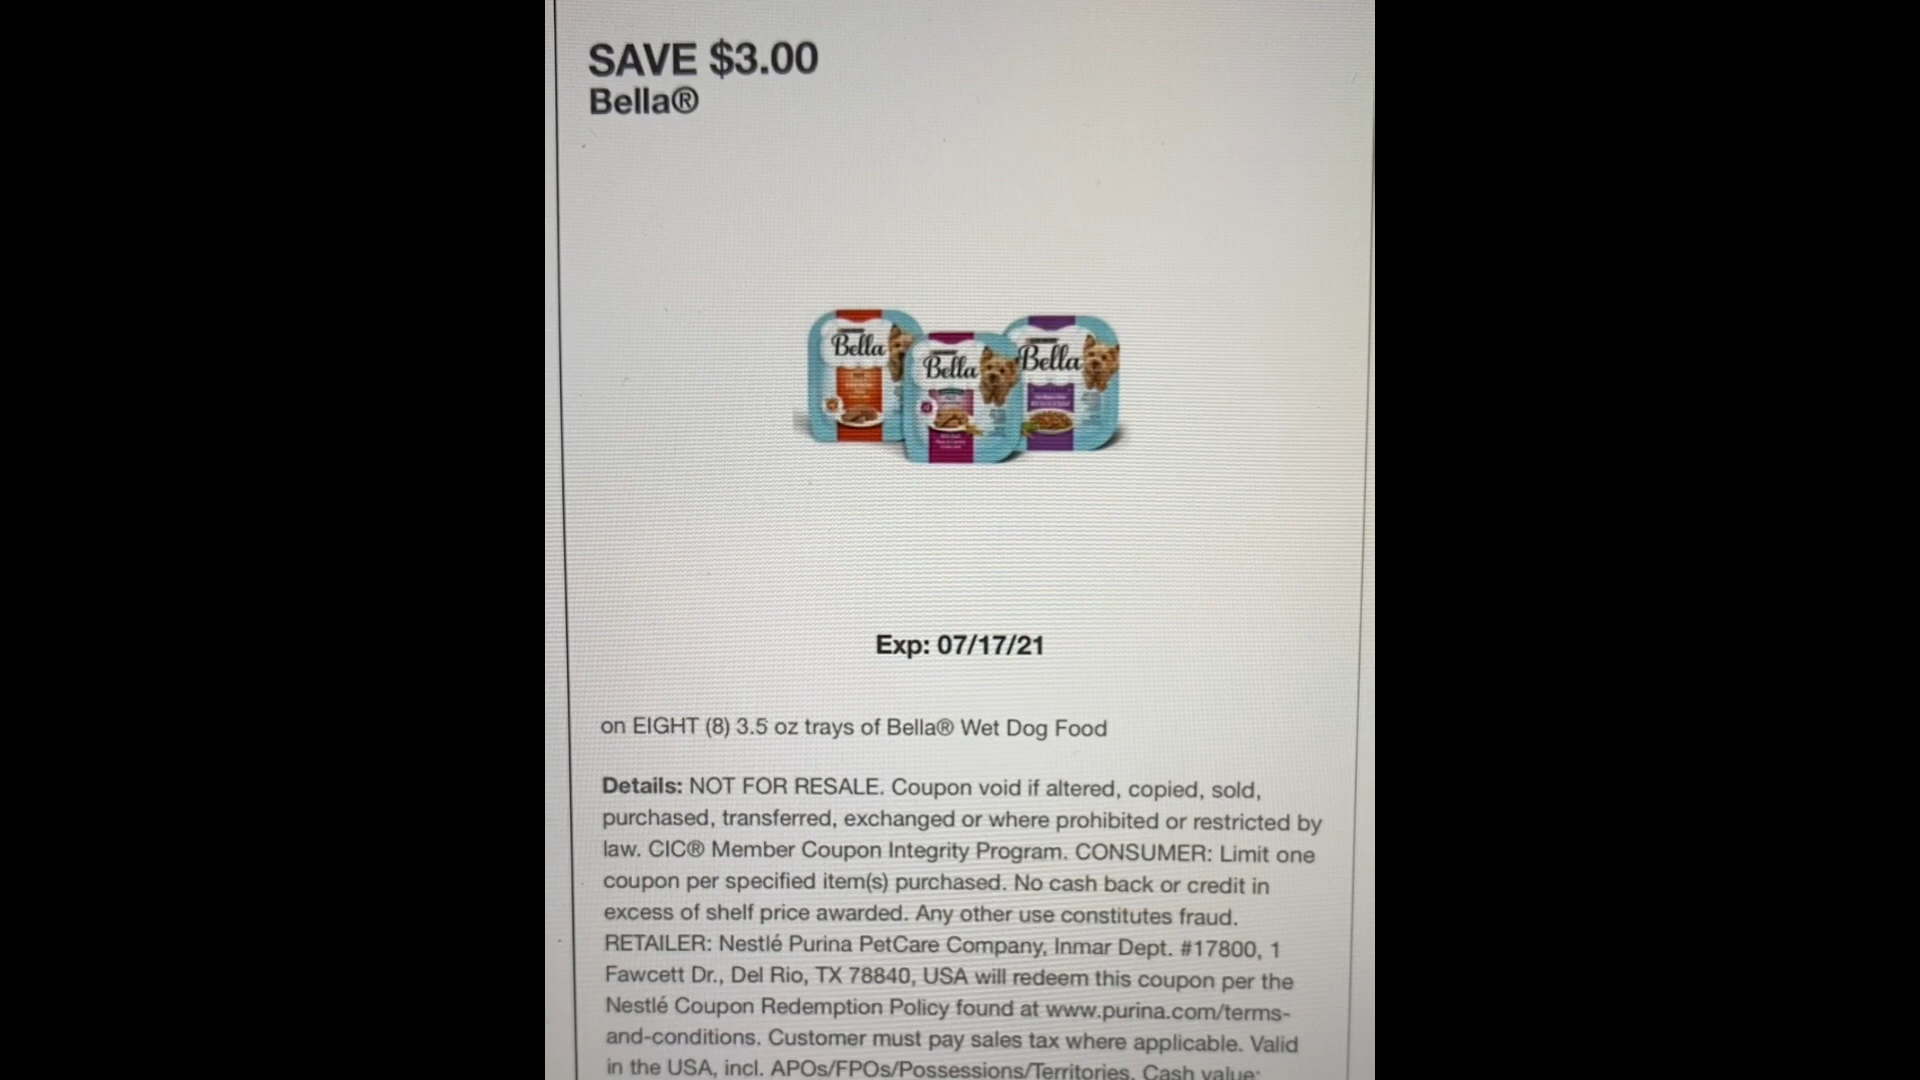 SAVE $3.00
Bella®
Bella
Bella
Bella
Exp: 07/17/21
on EIGHT (8) 3.5 oz trays of Bella® Wet Dog Food
Details: NOT FOR RESALE. Coupon void if altered, copied, sold,
purchased, transferred, exchanged or where prohibited or restricted by
law. CIC® Member Coupon Integrity Program. CONSUMER: Limit one
coupon per specified item(s) purchased. No cash back or credit in
excess of shelf price awarded. Any other use constitutes fraud.
RETAILER: Nestlé Purina PetCare Company, Inmar Dept. #17800, 1
Fawcett Dr., Del Rio, TX 78840, USA will redeem this coupon per the
Nestlé Coupon Redemption Policy found at www.purina.com/terms-
and-conditions. Customer must pay sales tax where applicable. Valid
in the USA, incl. APOs/FPOs/Possessions/Territories. Cash value: